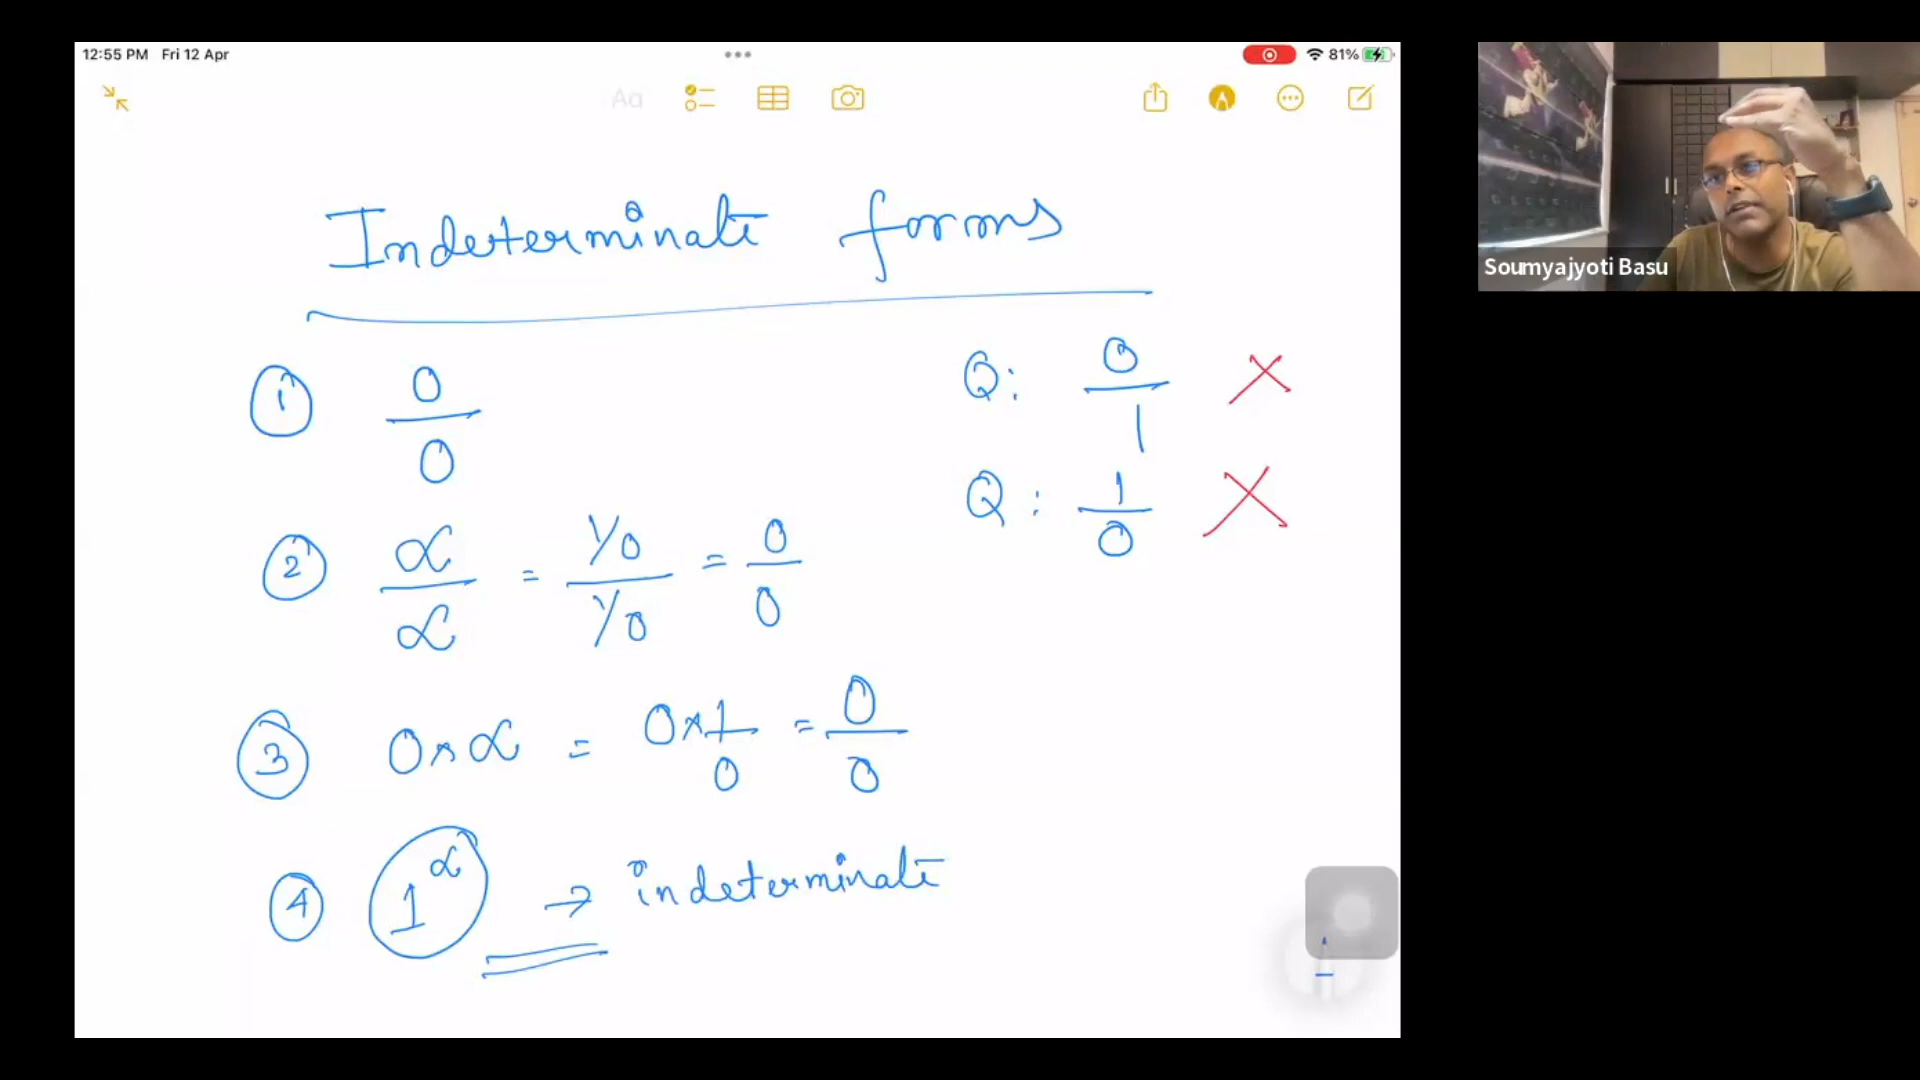 12:55 PM Fri 12 Apr
81%
Aa
Indeterminate forms
① 0/0
Q: 0/1 ×
Q: 1/0 ×
② ∝/∝ = (1/0)/(1/0) = 0/0
③ 0×∝ = 0×1/0 = 0/0
④ 1^∝ → indeterminate
Soumyajyoti Basu